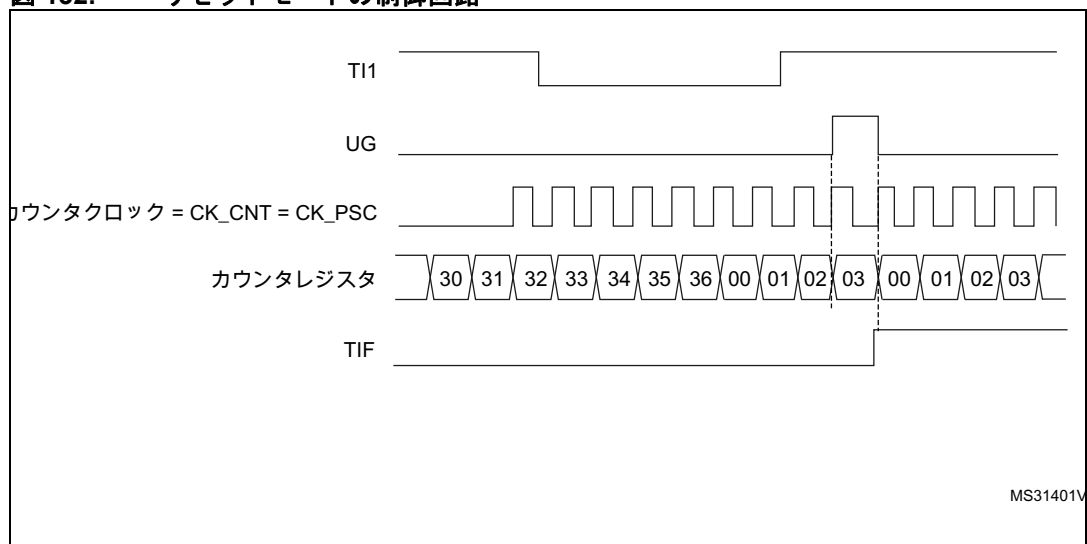 TI1
UG
カウンタクロック = CK_CNT = CK_PSC
カウンタレジスタ 30 31 32 33 34 35 36 00 01 02 03 00 01 02 03
TIF
MS31401V